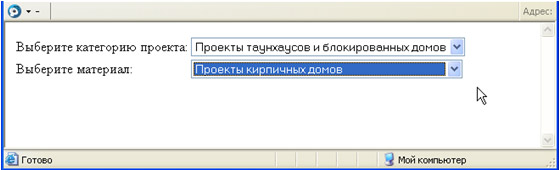 Адрес:
Выберите категорию проекта: Проекты таунхаусов и блокированных домов
Выберите материал: Проекты кирпичных домов
Готово Мой компьютер